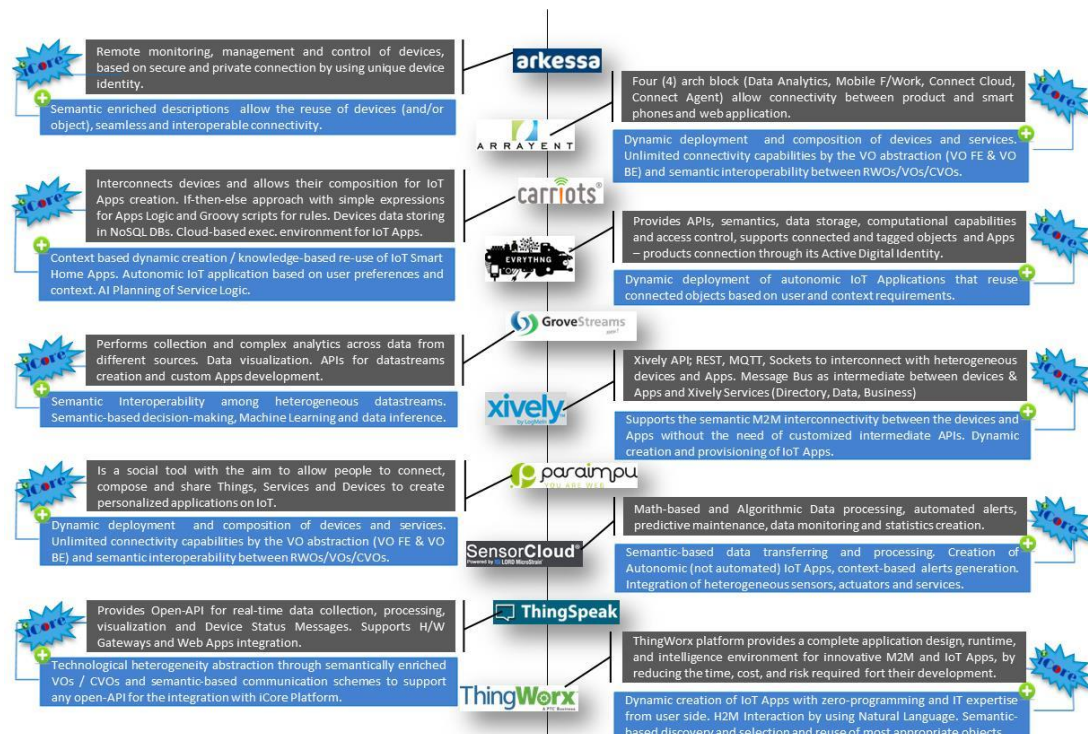 iCore
Remote monitoring, management and control of devices,
based on secure and private connection by using unique device
identity.
Semantic enriched descriptions allow the reuse of devices (and/or
object), seamless and interoperable connectivity.
arkessa
Four (4) arch block (Data Analytics, Mobile F/Work, Connect Cloud,
Connect Agent) allow connectivity between product and smart
phones and web application.
iCore
Dynamic deployment and composition of devices and services.
Unlimited connectivity capabilities by the VO abstraction (VO FE & VO
BE) and semantic interoperability between RWOs/VOs/CVOs.
ARRAYENT
iCore
Interconnects devices and allows their composition for IoT
Apps creation. If-then-else approach with simple expressions
for Apps Logic and Groovy scripts for rules. Devices data storing
in NoSQL DBs. Cloud-based exec. environment for IoT Apps.
Context based dynamic creation / knowledge-based re-use of IoT Smart
Home Apps. Autonomic IoT application based on user preferences and
context. AI Planning of Service Logic.
carriots®
Provides APIs, semantics, data storage, computational capabilities
and access control, supports connected and tagged objects and Apps
– products connection through its Active Digital Identity.
iCore
Dynamic deployment of autonomic IoT Applications that reuse
connected objects based on user and context requirements.
EVRYTHNG
iCore
Performs collection and complex analytics across data from
different sources. Data visualization. APIs for datastreams
creation and custom Apps development.
Semantic Interoperability among heterogeneous datastreams.
Semantic-based decision-making, Machine Learning and data inference.
GroveStreams
Xively API; REST, MQTT, Sockets to interconnect with heterogeneous
devices and Apps. Message Bus as intermediate between devices &
Apps and Xively Services (Directory, Data, Business)
iCore
Supports the semantic M2M interconnectivity between the devices and
Apps without the need of customized intermediate APIs. Dynamic
creation and provisioning of IoT Apps.
xively
by LogMeIn
iCore
Is a social tool with the aim to allow people to connect,
compose and share Things, Services and Devices to create
personalized applications on IoT.
Dynamic deployment and composition of devices and services.
Unlimited connectivity capabilities by the VO abstraction (VO FE & VO
BE) and semantic interoperability between RWOs/VOs/CVOs.
paraimpu
YOU ARE WEB
Math-based and Algorithmic Data processing, automated alerts,
predictive maintenance, data monitoring and statistics creation.
iCore
Semantic-based data transferring and processing. Creation of
Autonomic (not automated) IoT Apps, context-based alerts generation.
Integration of heterogeneous sensors, actuators and services.
SensorCloud
Powered by LORD MicroStrain
iCore
Provides Open-API for real-time data collection, processing,
visualization and Device Status Messages. Supports H/W
Gateways and Web Apps integration.
Technological heterogeneity abstraction through semantically enriched
VOs / CVOs and semantic-based communication schemes to support
any open-API for the integration with iCore Platform.
ThingSpeak
ThingWorx platform provides a complete application design, runtime,
and intelligence environment for innovative M2M and IoT Apps, by
reducing the time, cost, and risk required fort their development.
iCore
Dynamic creation of IoT Apps with zero-programming and IT expertise
from user side. H2M Interaction by using Natural Language. Semantic-
based discovery and selection and reuse of most appropriate objects.
ThingWorx
A PTC Business